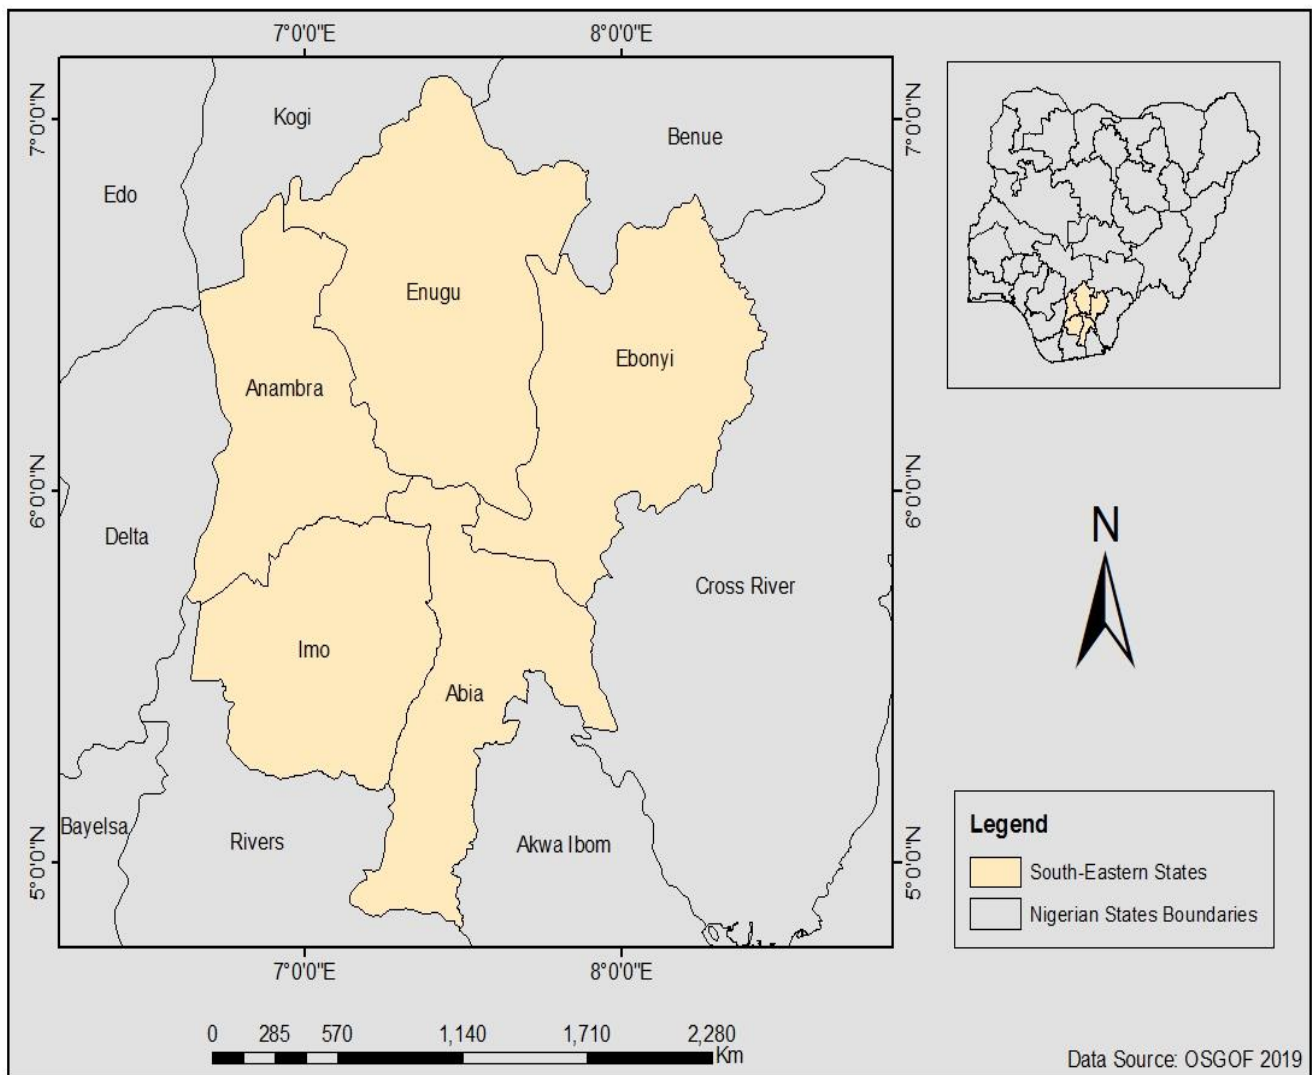 7°0'0"E 8°0'0"E
7°0'0"N
7°0'0"N
Kogi
Benue
Edo
Enugu
Ebonyi
Anambra
6°0'0"N
6°0'0"N
Delta
N
Cross River
Imo
Abia
Bayelsa
Rivers
Akwa Ibom
5°0'0"N
5°0'0"N
Legend
South-Eastern States
Nigerian States Boundaries
7°0'0"E 8°0'0"E
0 285 570 1,140 1,710 2,280
Km
Data Source: OSGOF 2019